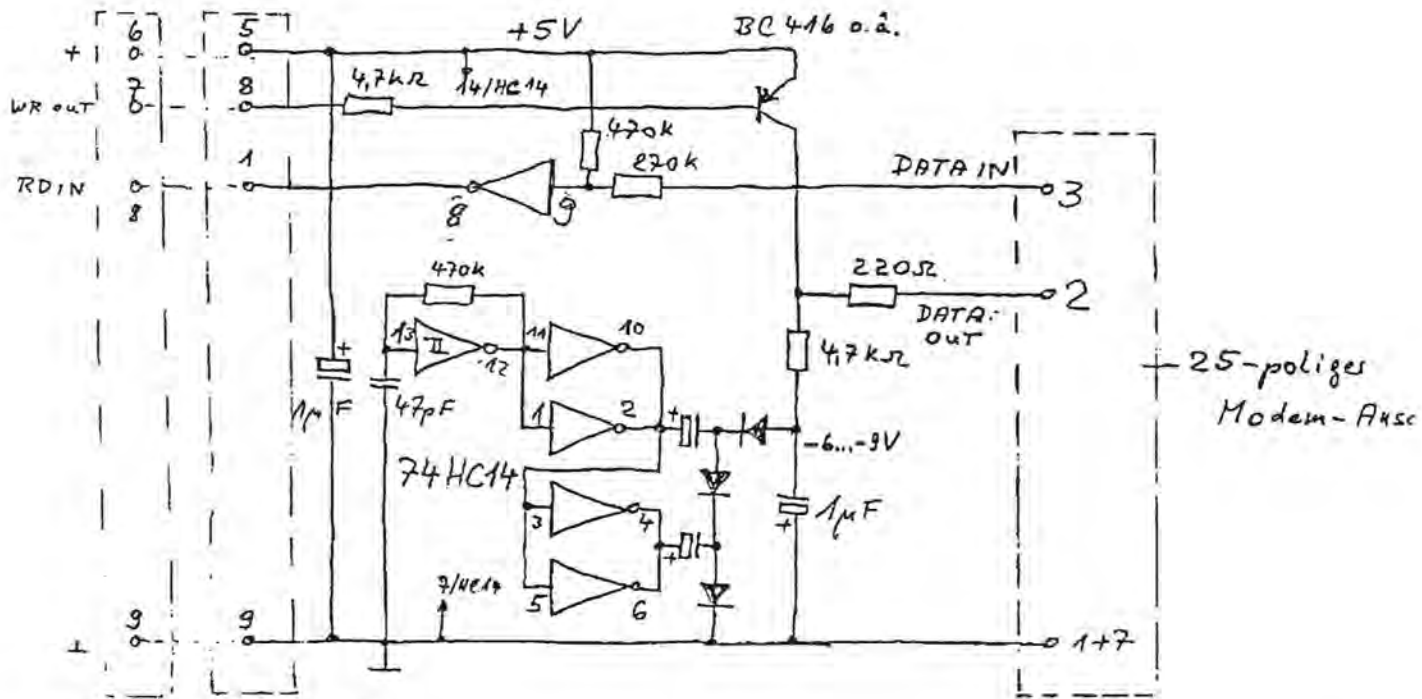 6 5 +5V BC 416 o.ä.
+
7 8 4,7kΩ 14/HC14
WR OUT
470k
270k
1 DATA IN 3
RDIN
8 8 9
470k
220Ω 2
DATA OUT
13 II 12 11 10
4,7kΩ
25-poliges
Modem-Ansc
1µF 47pF 1 2 + -6...-9V
74HC14
3 4 + 1µF
+
5 6
7/HC14
9 9 1+7
⊥